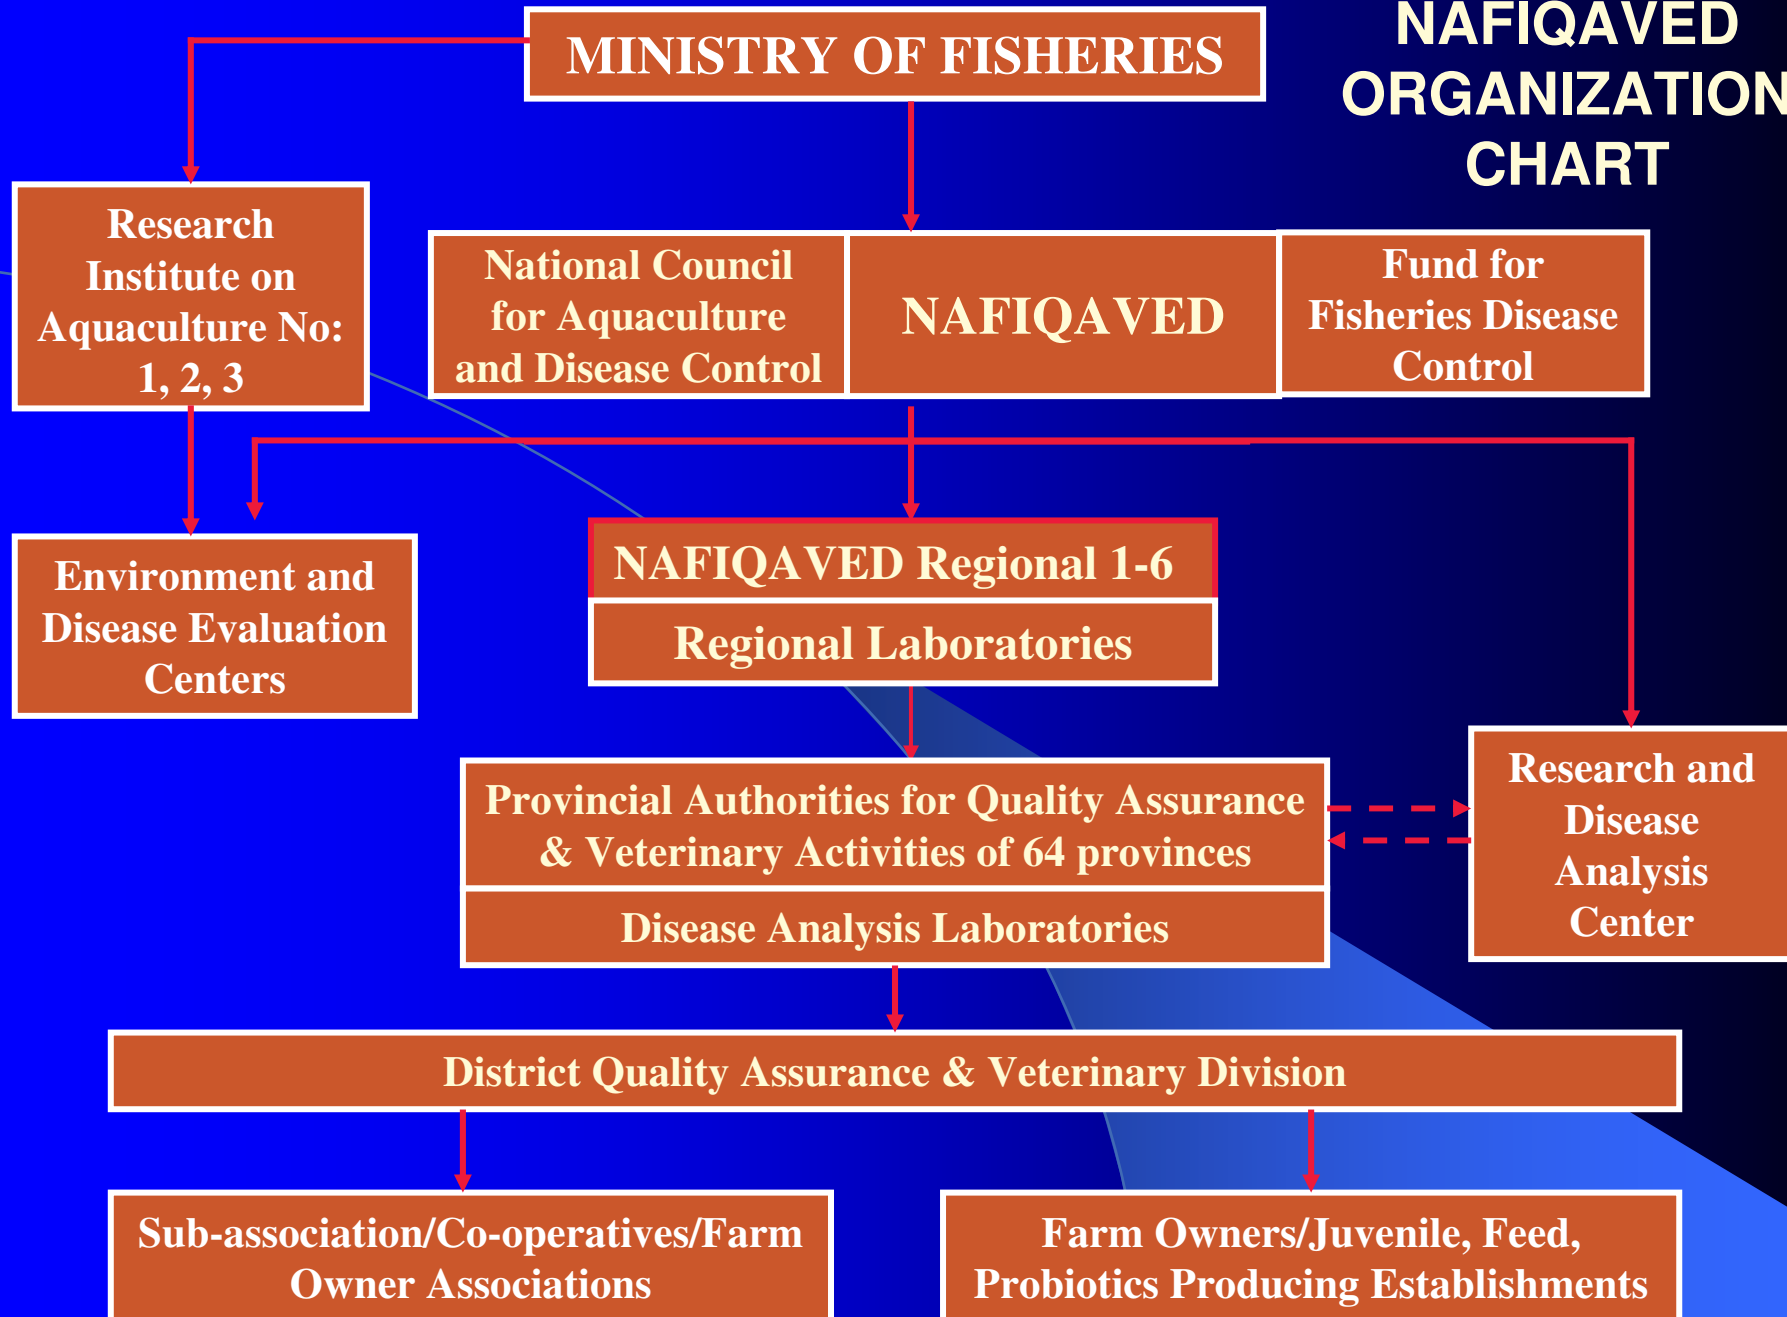 NAFIQAVED
ORGANIZATION
CHART
MINISTRY OF FISHERIES
Research
Institute on
Aquaculture No:
1, 2, 3
National Council
for Aquaculture
and Disease Control
NAFIQAVED
Fund for
Fisheries Disease
Control
Environment and
Disease Evaluation
Centers
NAFIQAVED Regional 1-6
Regional Laboratories
Provincial Authorities for Quality Assurance
& Veterinary Activities of 64 provinces
Disease Analysis Laboratories
Research and
Disease
Analysis
Center
District Quality Assurance & Veterinary Division
Sub-association/Co-operatives/Farm
Owner Associations
Farm Owners/Juvenile, Feed,
Probiotics Producing Establishments